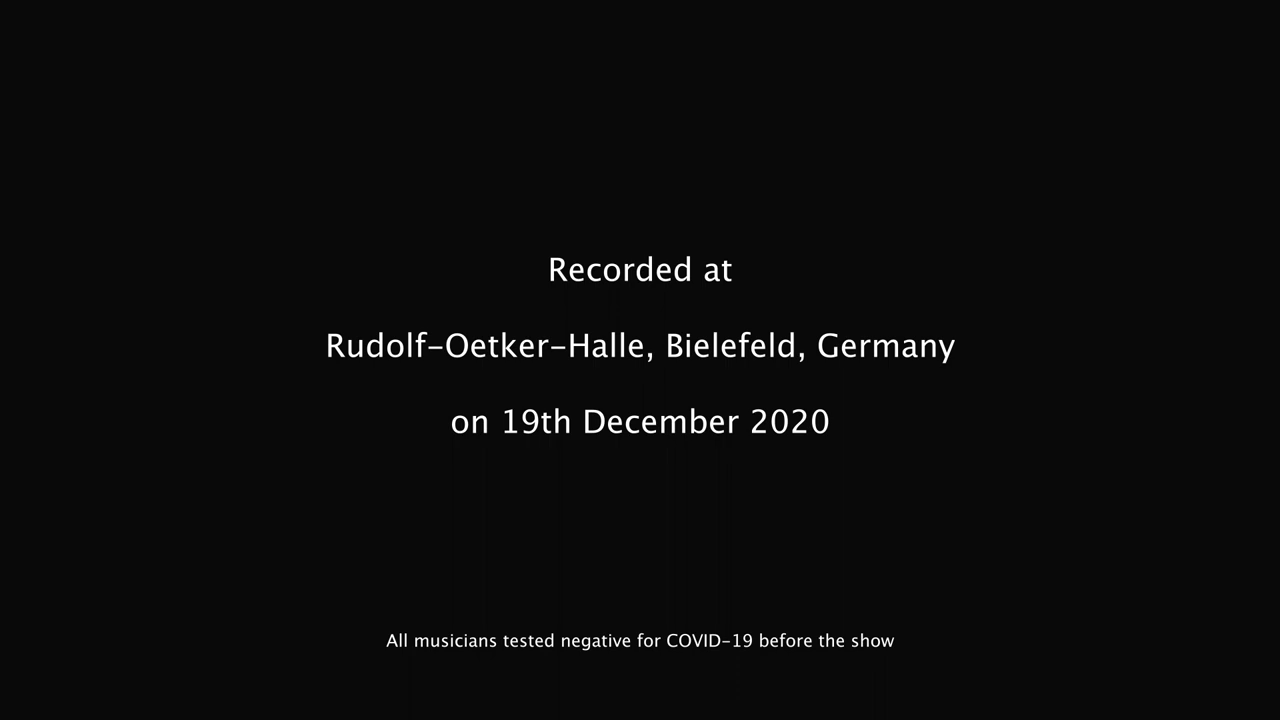 Recorded at
Rudolf-Oetker-Halle, Bielefeld, Germany
on 19th December 2020
All musicians tested negative for COVID-19 before the show